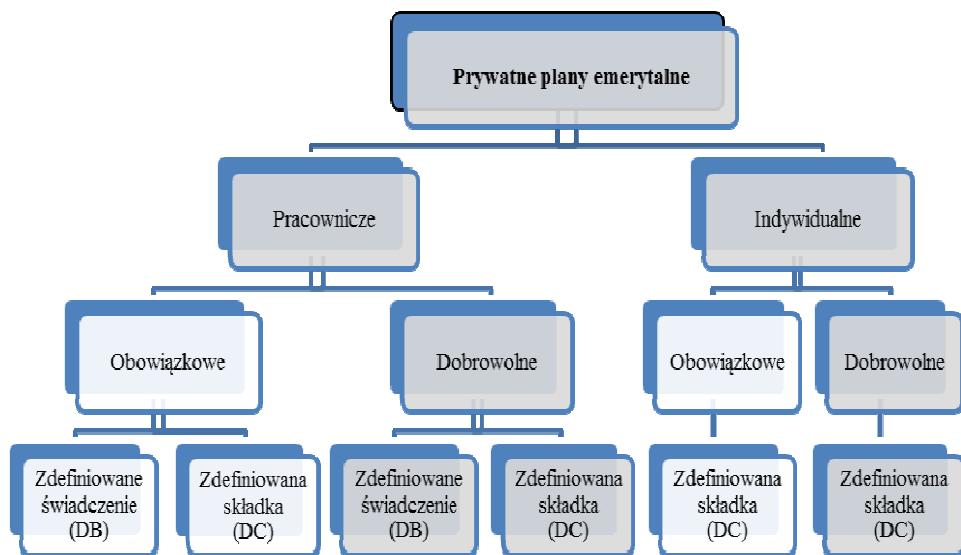 Prywatne plany emerytalne
Pracownicze
Indywidualne
Obowiązkowe
Dobrowolne
Obowiązkowe
Dobrowolne
Zdefiniowane
świadczenie
(DB)
Zdefiniowana
składka
(DC)
Zdefiniowane
świadczenie
(DB)
Zdefiniowana
składka
(DC)
Zdefiniowana
składka
(DC)
Zdefiniowana
składka
(DC)